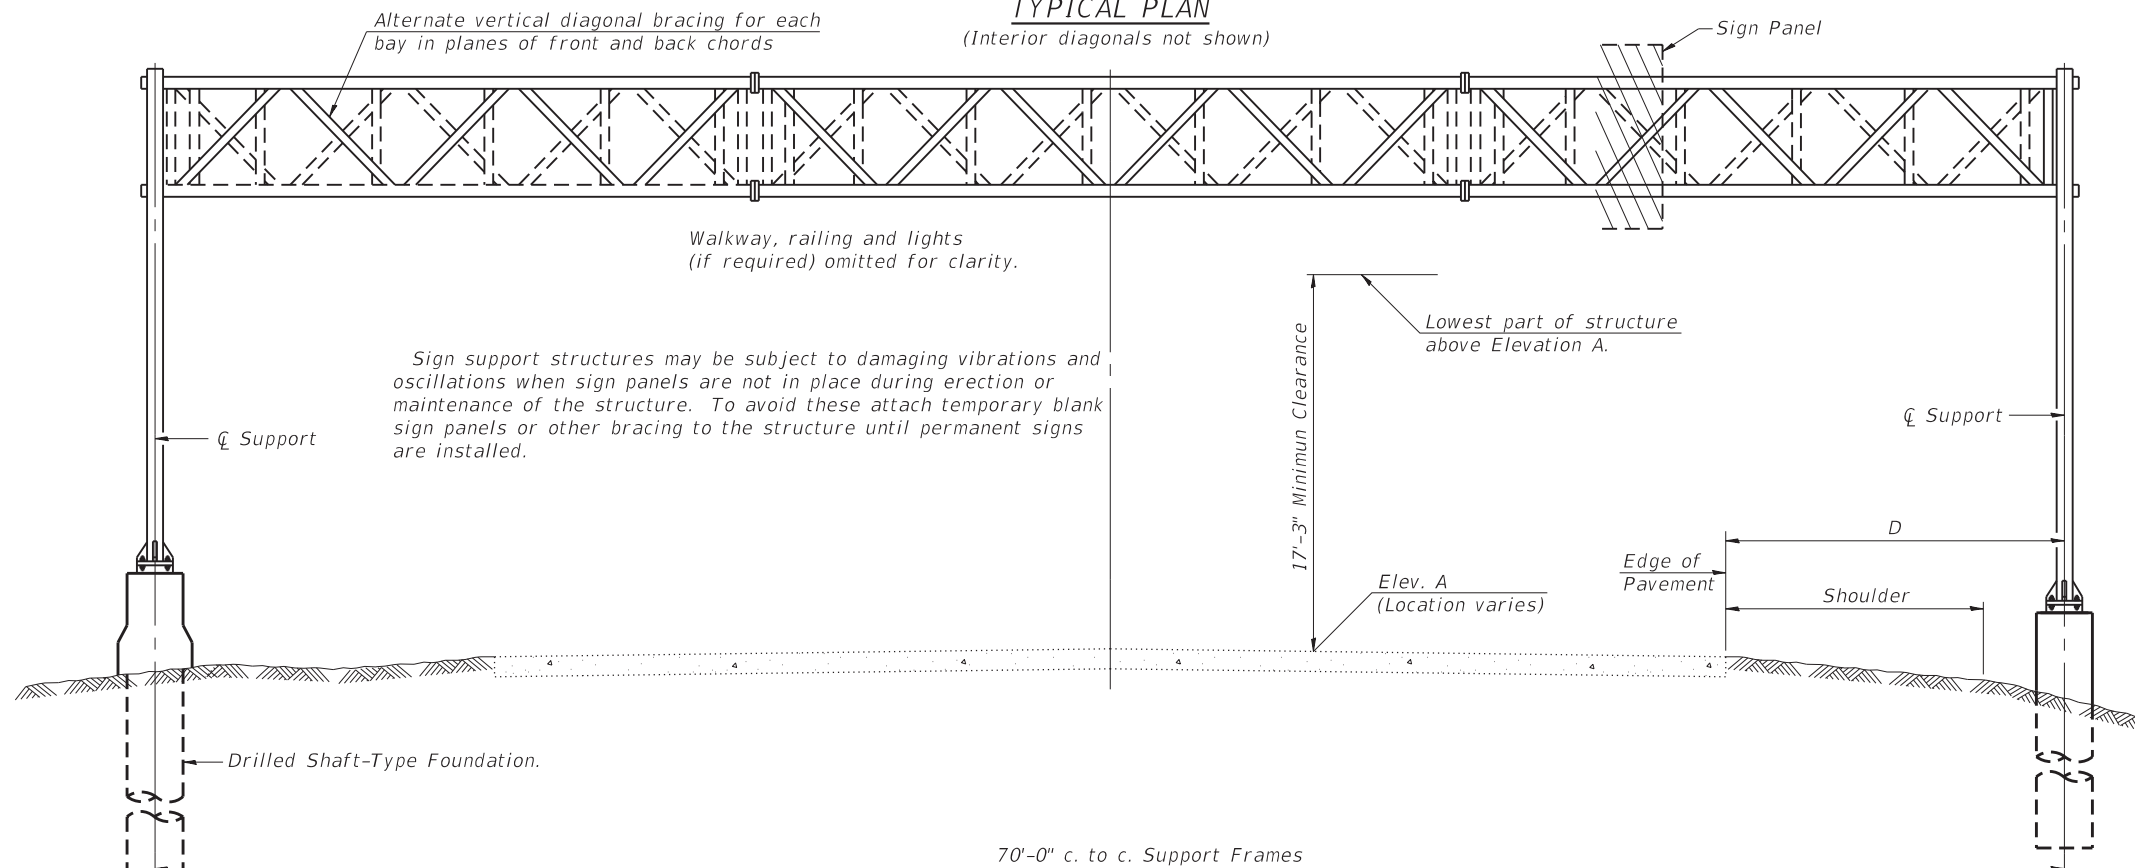 TYPICAL PLAN
(Interior diagonals not shown)
Alternate vertical diagonal bracing for each
bay in planes of front and back chords
Sign Panel
Walkway, railing and lights
(if required) omitted for clarity.
Lowest part of structure
above Elevation A.
17'-3" Minimun Clearance
Sign support structures may be subject to damaging vibrations and
oscillations when sign panels are not in place during erection or
maintenance of the structure. To avoid these attach temporary blank
sign panels or other bracing to the structure until permanent signs
are installed.
℄ Support
℄ Support
D
Edge of
Pavement
Shoulder
Elev. A
(Location varies)
Drilled Shaft-Type Foundation.
70'-0" c. to c. Support Frames